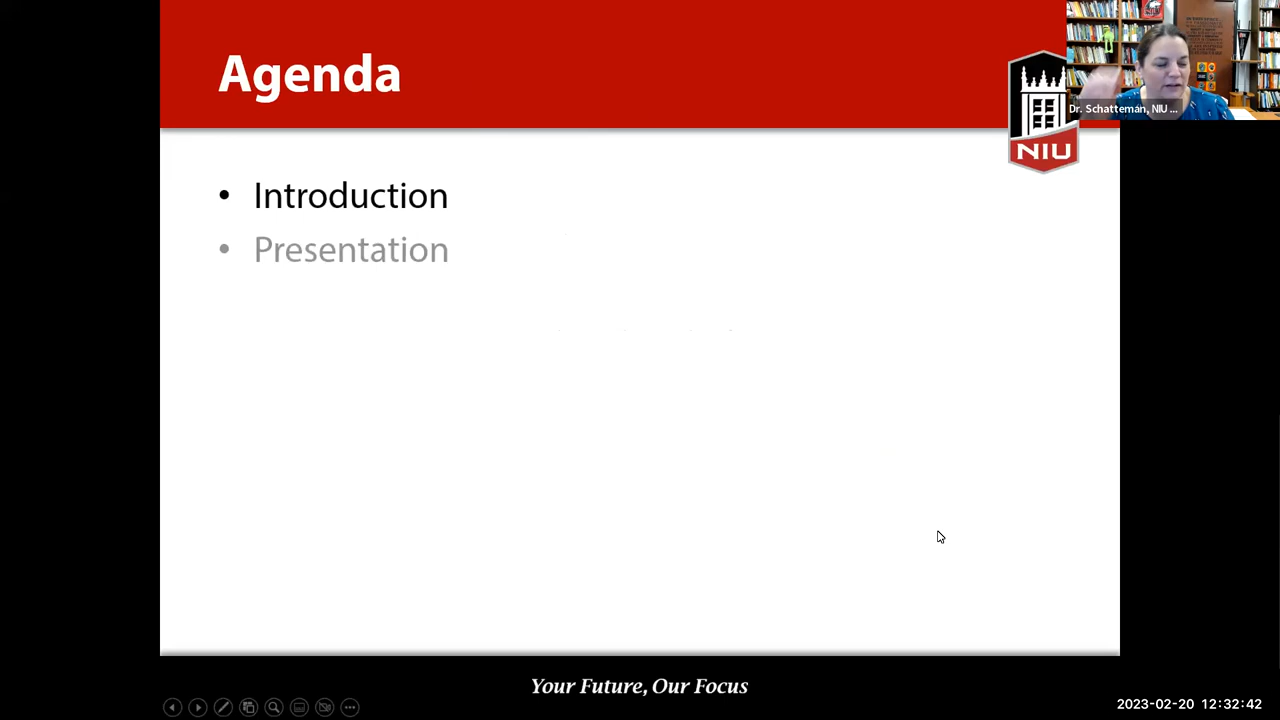 Agenda
Dr. Schatteman, NIU ...
NIU
• Introduction
• Presentation
Your Future, Our Focus
2023-02-20 12:32:42